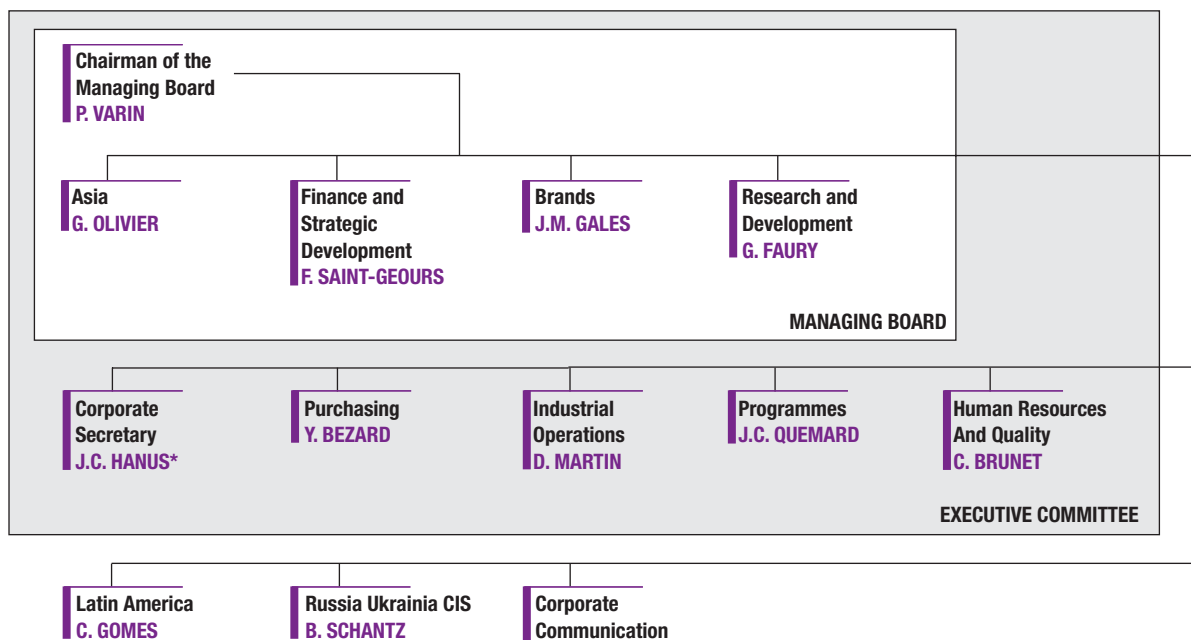 Chairman of the
Managing Board
P. VARIN
Asia
G. OLIVIER
Finance and
Strategic
Development
F. SAINT-GEOURS
Brands
J.M. GALES
Research and
Development
G. FAURY
MANAGING BOARD
Corporate
Secretary
J.C. HANUS*
Purchasing
Y. BEZARD
Industrial
Operations
D. MARTIN
Programmes
J.C. QUEMARD
Human Resources
And Quality
C. BRUNET
EXECUTIVE COMMITTEE
Latin America
C. GOMES
Russia Ukrainia CIS
B. SCHANTZ
Corporate
Communication